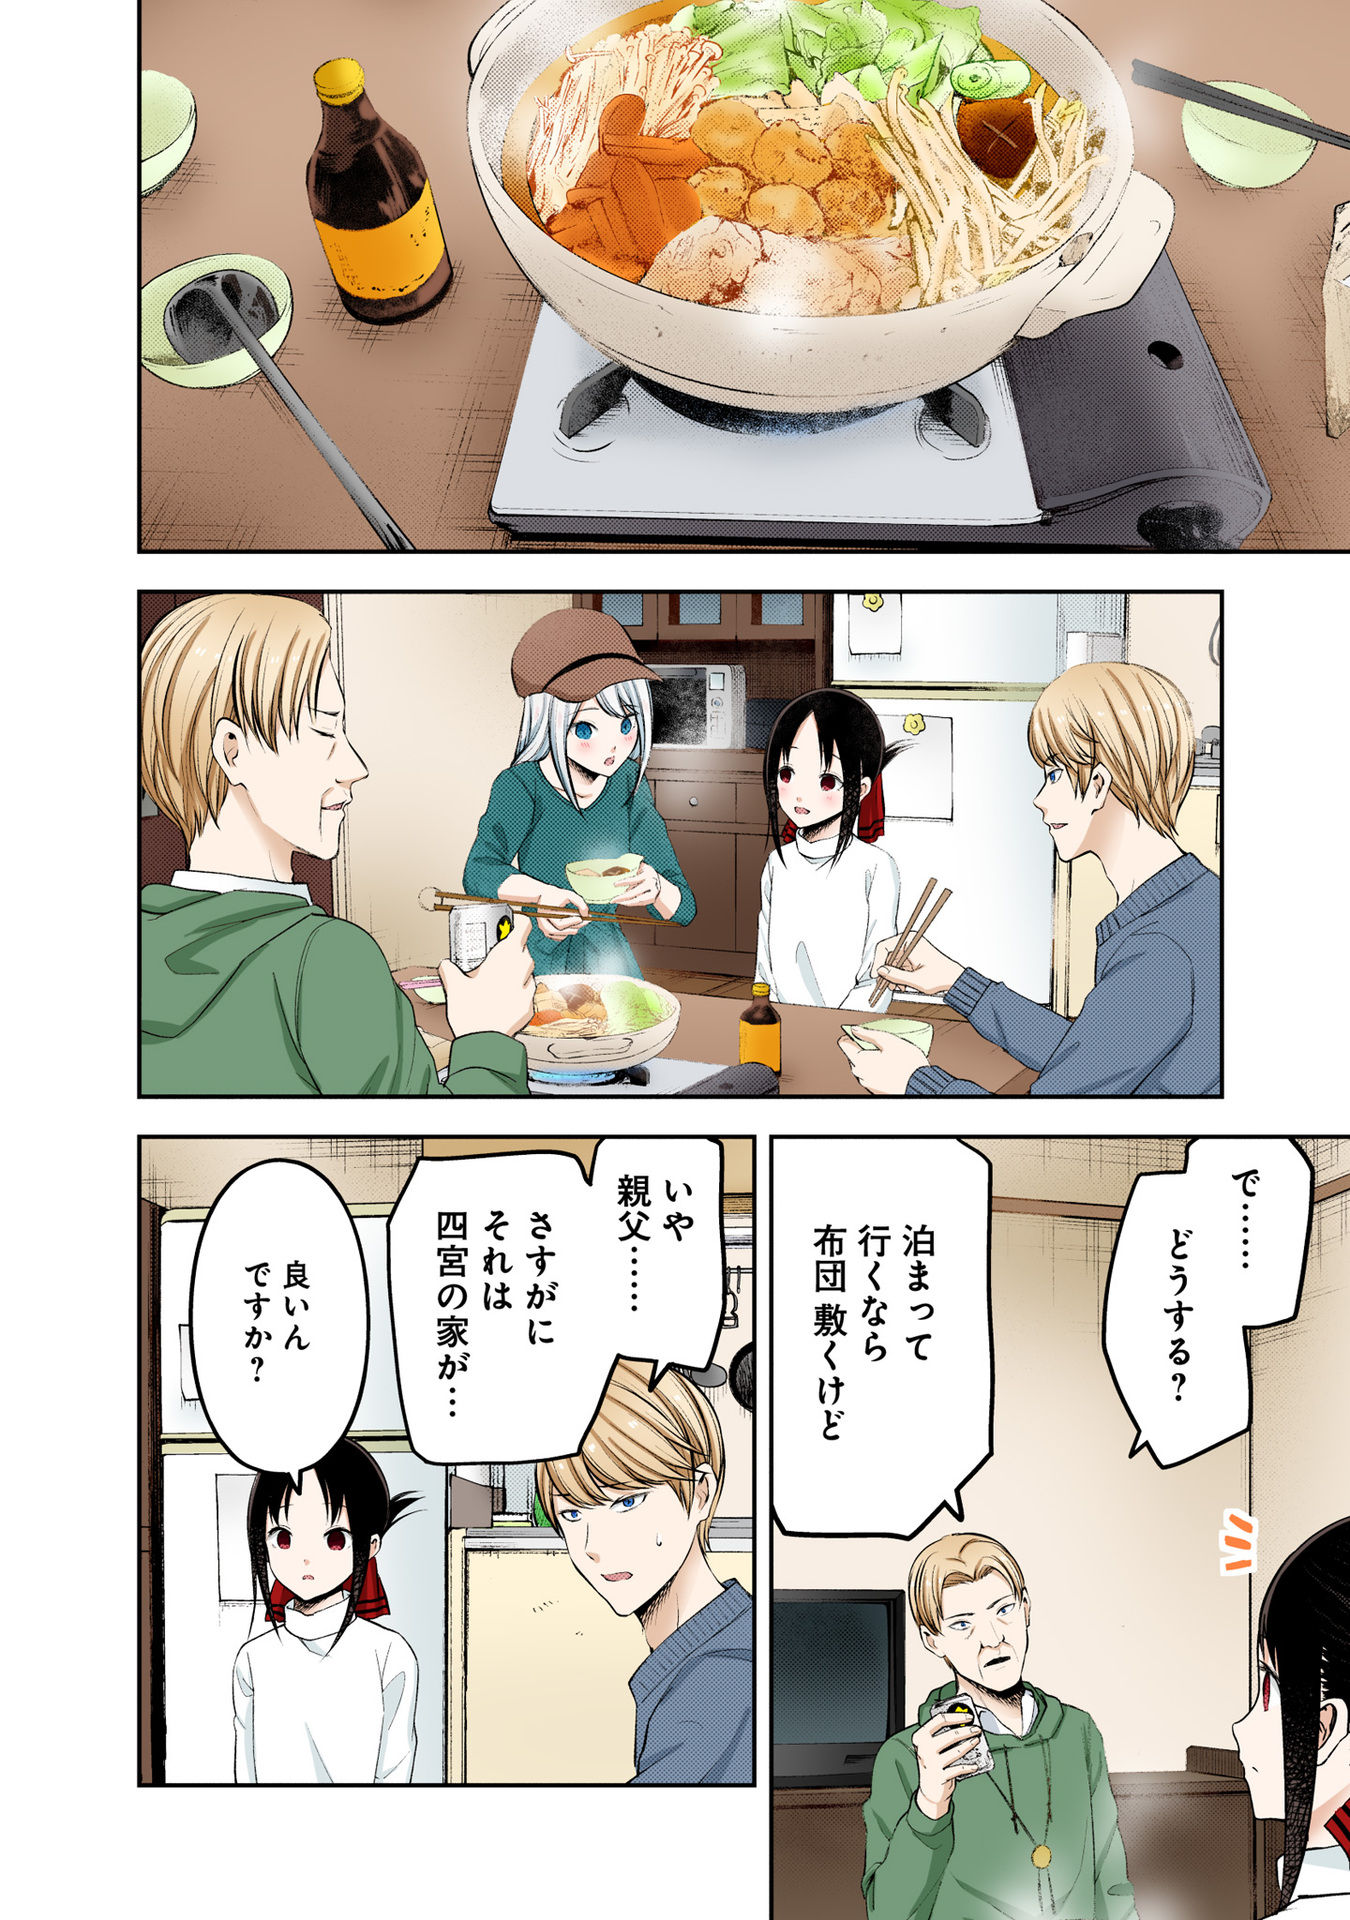 で……
どうする？
泊まって
行くなら
布団敷くけど
いや
親父……
さすがに
それは
四宮の家が…
良いん
ですか？